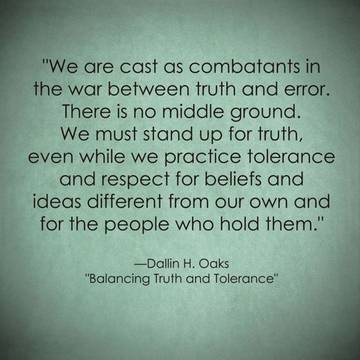 "We are cast as combatants in
the war between truth and error.
There is no middle ground.
We must stand up for truth,
even while we practice tolerance
and respect for beliefs and
ideas different from our own and
for the people who hold them."
—Dallin H. Oaks
"Balancing Truth and Tolerance"